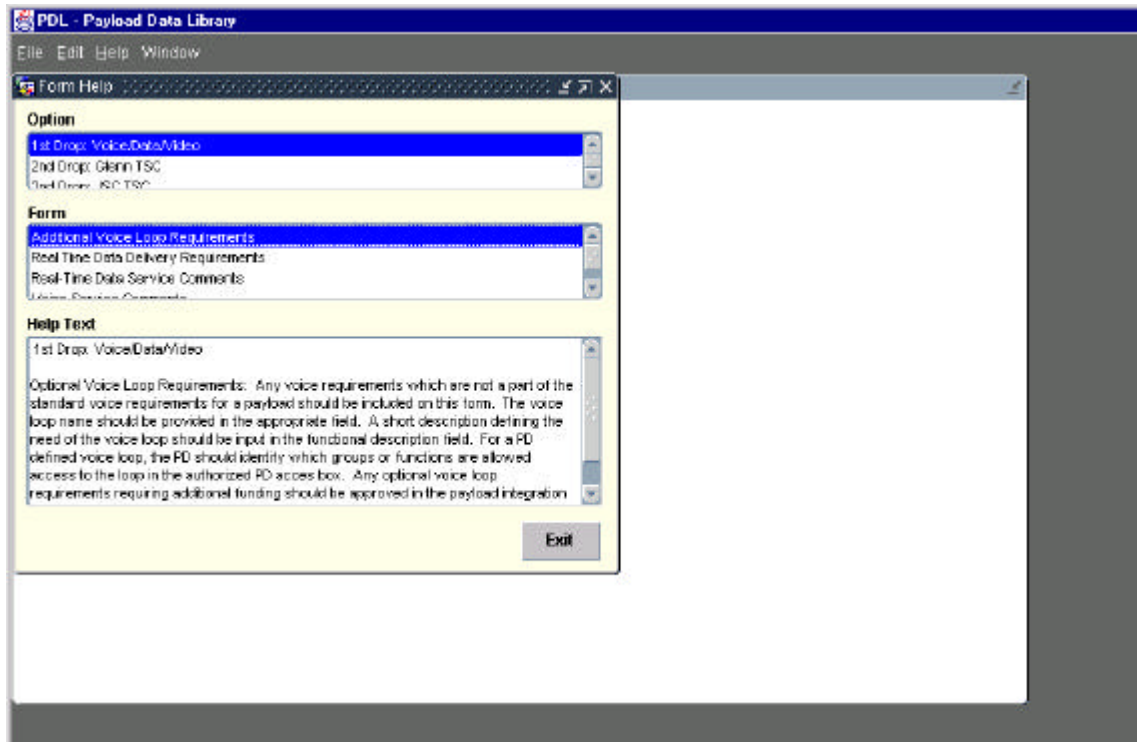 PDL - Payload Data Library
File Edit Help Window
Form Help
Option
1st Drop: Voice/Data/Video
2nd Drop: Glenn TSC
3rd Drop: JSC TSC
Form
Additional Voice Loop Requirements
Real Time Data Delivery Requirements
Real-Time Data Service Comments
Voice Service Comments
Help Text
1st Drop: Voice/Data/Video
Optional Voice Loop Requirements: Any voice requirements which are not a part of the
standard voice requirements for a payload should be included on this form. The voice
loop name should be provided in the appropriate field. A short description defining the
need of the voice loop should be input in the functional description field. For a PD
defined voice loop, the PD should identify which groups or functions are allowed
access to the loop in the authorized PD acces box. Any optional voice loop
requirements requiring additional funding should be approved in the payload integration
Exit